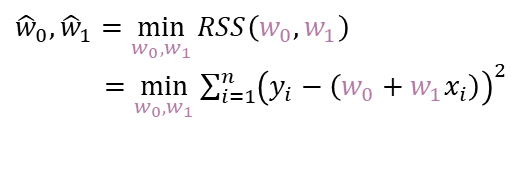 ŵ₀, ŵ₁ = min RSS(w₀, w₁)
w₀,w₁
= min ∑ⁿᵢ₌₁(yᵢ − (w₀ + w₁xᵢ))²
w₀,w₁